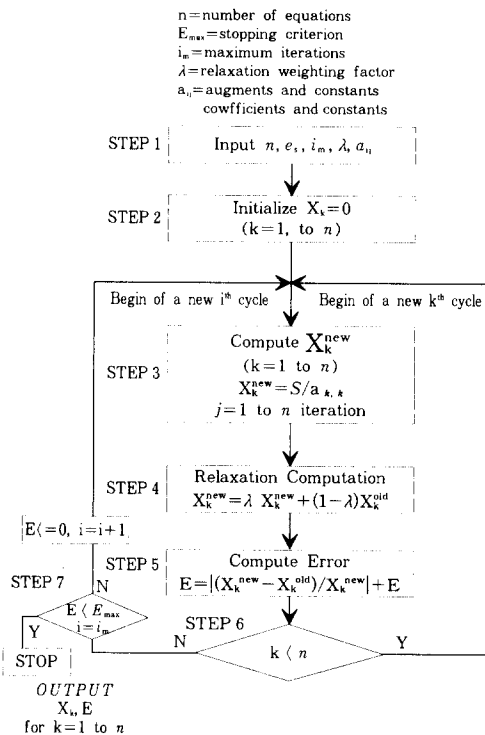 n=number of equations
E_max=stopping criterion
i_m=maximum iterations
λ=relaxation weighting factor
a_ij=augments and constants
cowfficients and constants
STEP 1
Input n, e_s, i_m, λ, a_ij
STEP 2
Initialize X_k=0
(k=1, to n)
Begin of a new i^th cycle
Begin of a new k^th cycle
STEP 3
Compute X_k^new
(k=1 to n)
X_k^new=S/a_k,k
j=1 to n iteration
STEP 4
Relaxation Computation
X_k^new=λ X_k^new+(1-λ)X_k^old
E<=0, i=i+1
STEP 5
Compute Error
E=|(X_k^new-X_k^old)/X_k^new|+E
STEP 7
N
E < E_max
i=i_m
Y
STOP
STEP 6
N
k < n
Y
OUTPUT
X_k, E
for k=1 to n